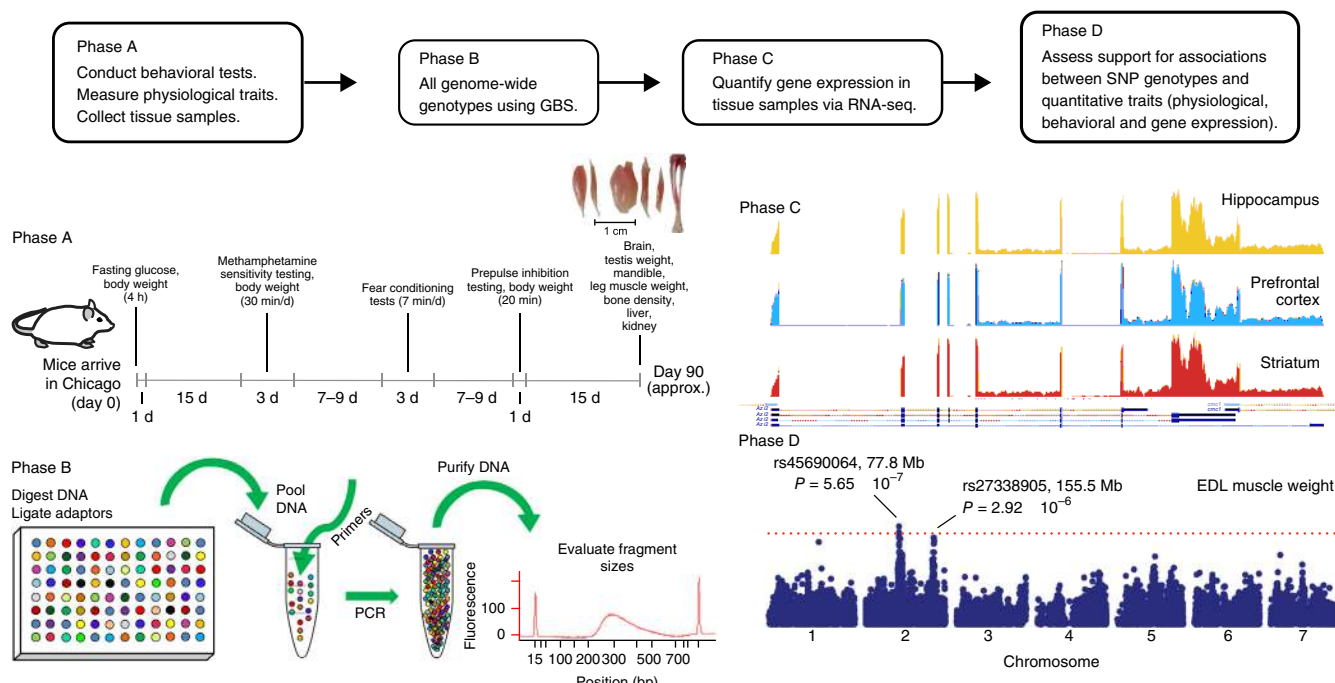 Phase A
Conduct behavioral tests.
Measure physiological traits.
Collect tissue samples.
Phase B
All genome-wide
genotypes using GBS.
Phase C
Quantify gene expression in
tissue samples via RNA-seq.
Phase D
Assess support for associations
between SNP genotypes and
quantitative traits (physiological,
behavioral and gene expression).
Phase A
1 cm
Fasting glucose,
body weight
(4 h)
Methamphetamine
sensitivity testing,
body weight
(30 min/d)
Fear conditioning
tests (7 min/d)
Prepulse inhibition
testing, body weight
(20 min)
Brain,
testis weight,
mandible,
leg muscle weight,
bone density,
liver,
kidney
Mice arrive
in Chicago
(day 0)
1 d
15 d
3 d
7–9 d
3 d
7–9 d
1 d
15 d
Day 90
(approx.)
Phase B
Digest DNA
Ligate adaptors
Pool
DNA
Primers
PCR
Purify DNA
Evaluate fragment
sizes
Fluorescence
100
0
15 100 200 300 500 700
Position (bp)
Phase C
Hippocampus
Prefrontal
cortex
Striatum
cmc1
Azi2
cmc1
Azi2
Azi2
Azi2
Phase D
rs45690064, 77.8 Mb
P = 5.65 10−7
rs27338905, 155.5 Mb
P = 2.92 10−6
EDL muscle weight
1 2 3 4 5 6 7
Chromosome